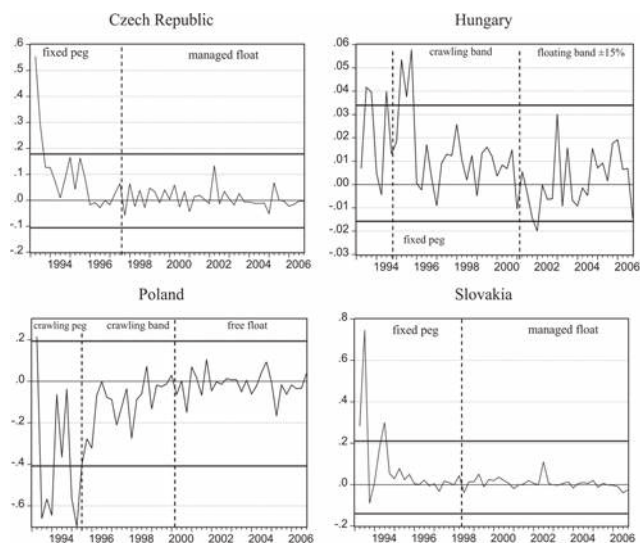 Czech Republic
fixed peg managed float
.6
.5
.4
.3
.2
.1
.0
-.1
-.2
1994 1996 1998 2000 2002 2004 2006
Hungary
crawling band floating band ±15%
.06
.05
.04
.03
.02
.01
.00
-.01
-.02
-.03
fixed peg
1994 1996 1998 2000 2002 2004 2006
Poland
crawling peg crawling band free float
.2
.0
-.2
-.4
-.6
1994 1996 1998 2000 2002 2004 2006
Slovakia
fixed peg managed float
.8
.6
.4
.2
.0
-.2
1994 1996 1998 2000 2002 2004 2006